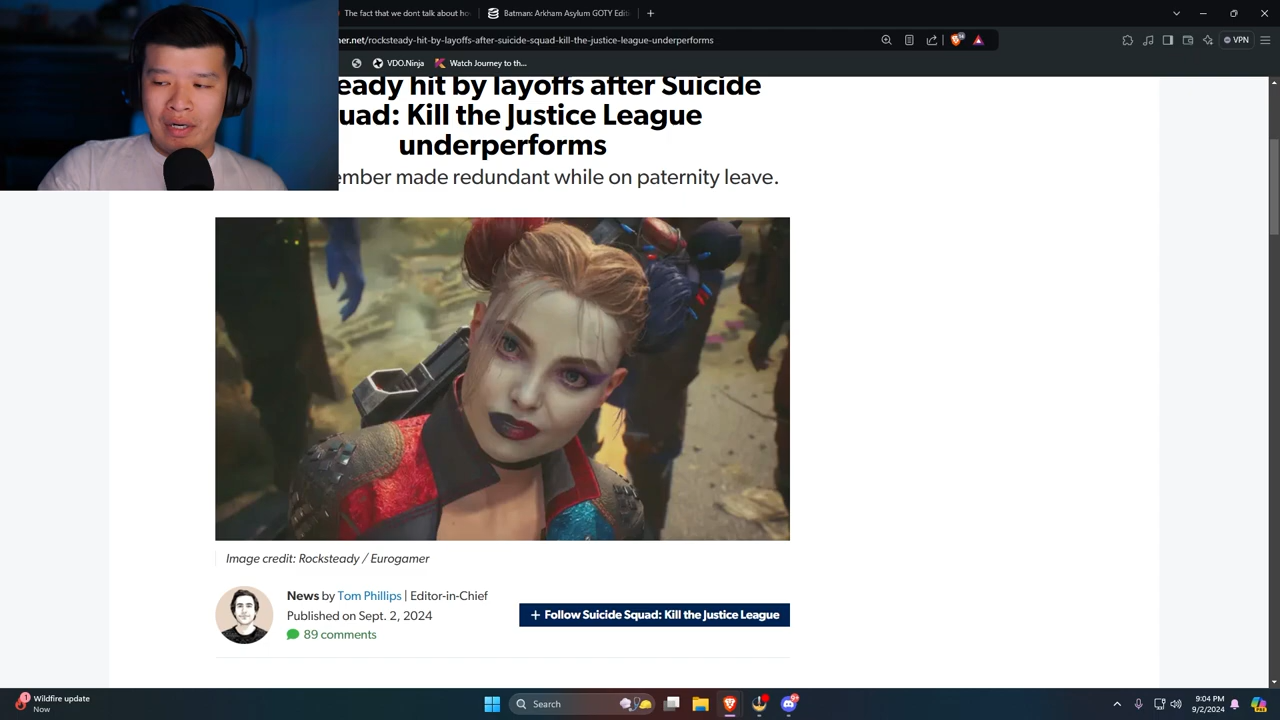 The fact that we dont talk about ho
Batman: Arkham Asylum GOTY Edit
ner.net/rocksteady-hit-by-layoffs-after-suicide-squad-kill-the-justice-league-underperforms
VPN
VDO.Ninja
Watch Journey to th...
eady hit by layoffs after Suicide
uad: Kill the Justice League
underperforms
ember made redundant while on paternity leave.
Image credit: Rocksteady / Eurogamer
News by Tom Phillips | Editor-in-Chief
Published on Sept. 2, 2024
89 comments
+ Follow Suicide Squad: Kill the Justice League
Wildfire update
Now
Search
9:04 PM
9/2/2024